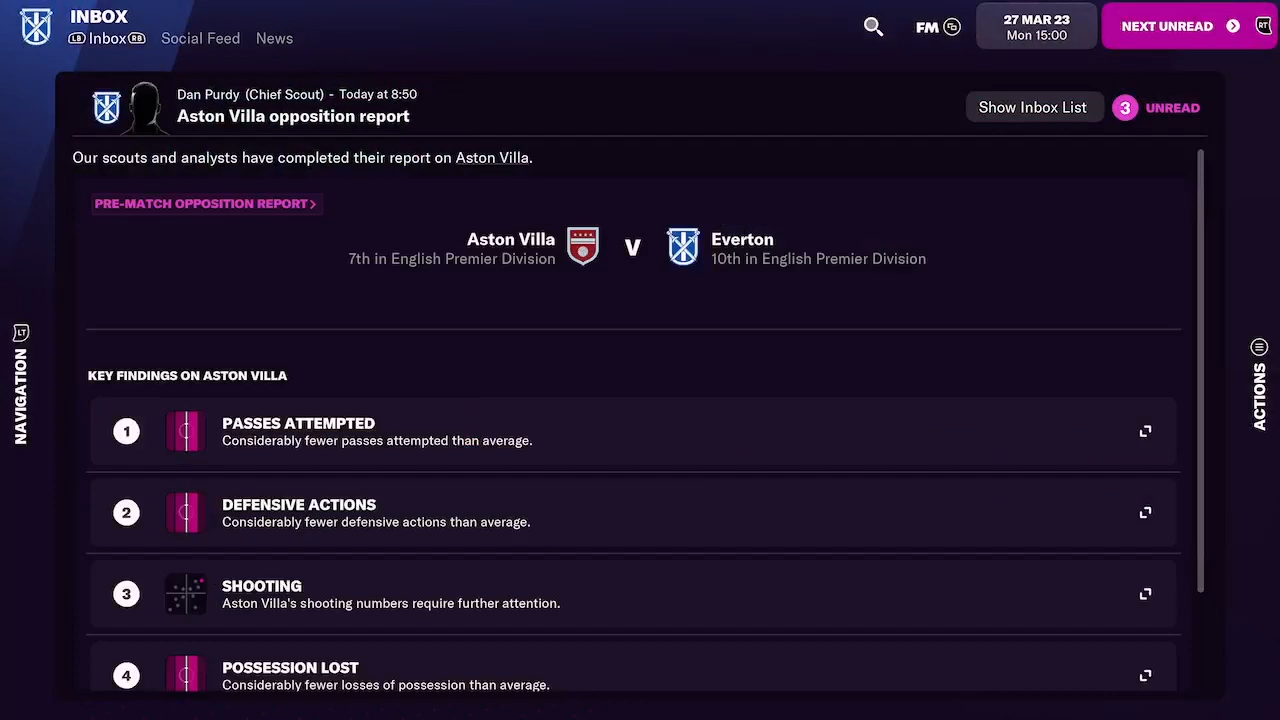 INBOX
LB Inbox RB Social Feed News
FM
27 MAR 23
Mon 15:00
NEXT UNREAD
RT
Dan Purdy (Chief Scout) - Today at 8:50
Aston Villa opposition report
Show Inbox List
3 UNREAD
Our scouts and analysts have completed their report on Aston Villa.
PRE-MATCH OPPOSITION REPORT >
Aston Villa
7th in English Premier Division
V
Everton
10th in English Premier Division
LT
NAVIGATION
ACTIONS
KEY FINDINGS ON ASTON VILLA
1
PASSES ATTEMPTED
Considerably fewer passes attempted than average.
2
DEFENSIVE ACTIONS
Considerably fewer defensive actions than average.
3
SHOOTING
Aston Villa's shooting numbers require further attention.
4
POSSESSION LOST
Considerably fewer losses of possession than average.